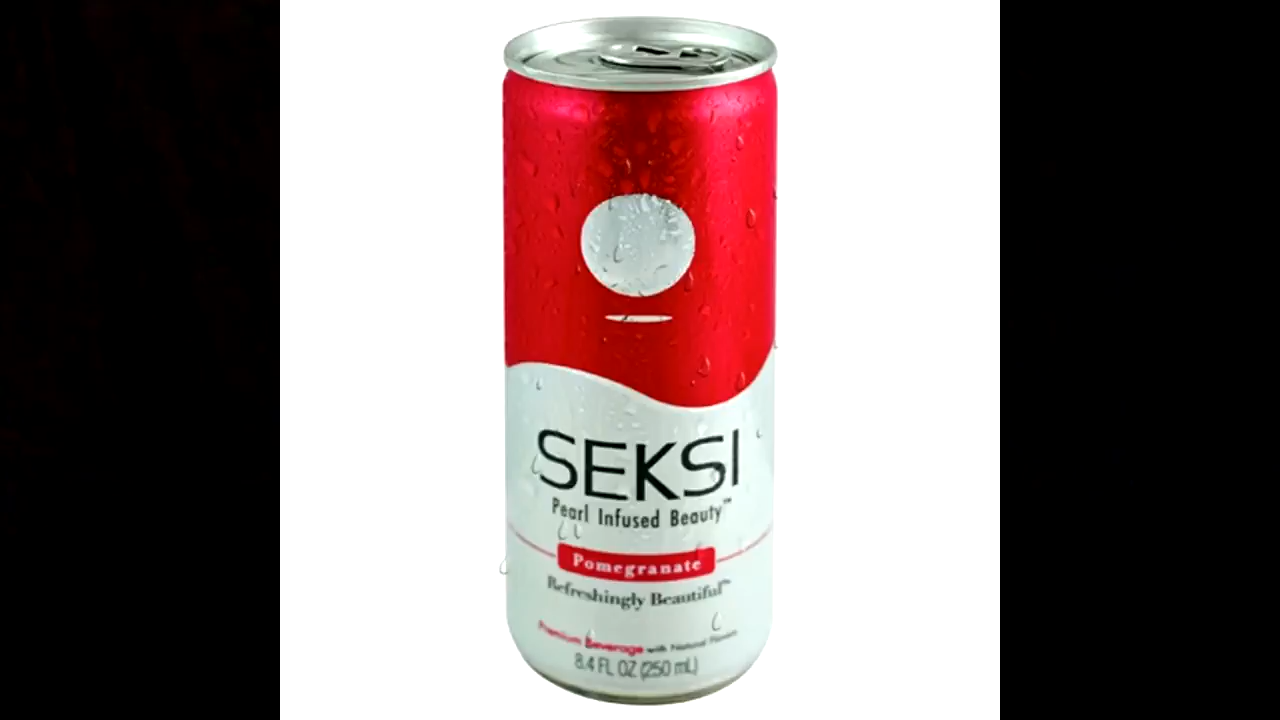 SEKSI
Pearl Infused Beauty™
Pomegranate
Refreshingly Beautiful™
Premium Beverage with Natural Flavors
8.4 FL OZ (250 mL)